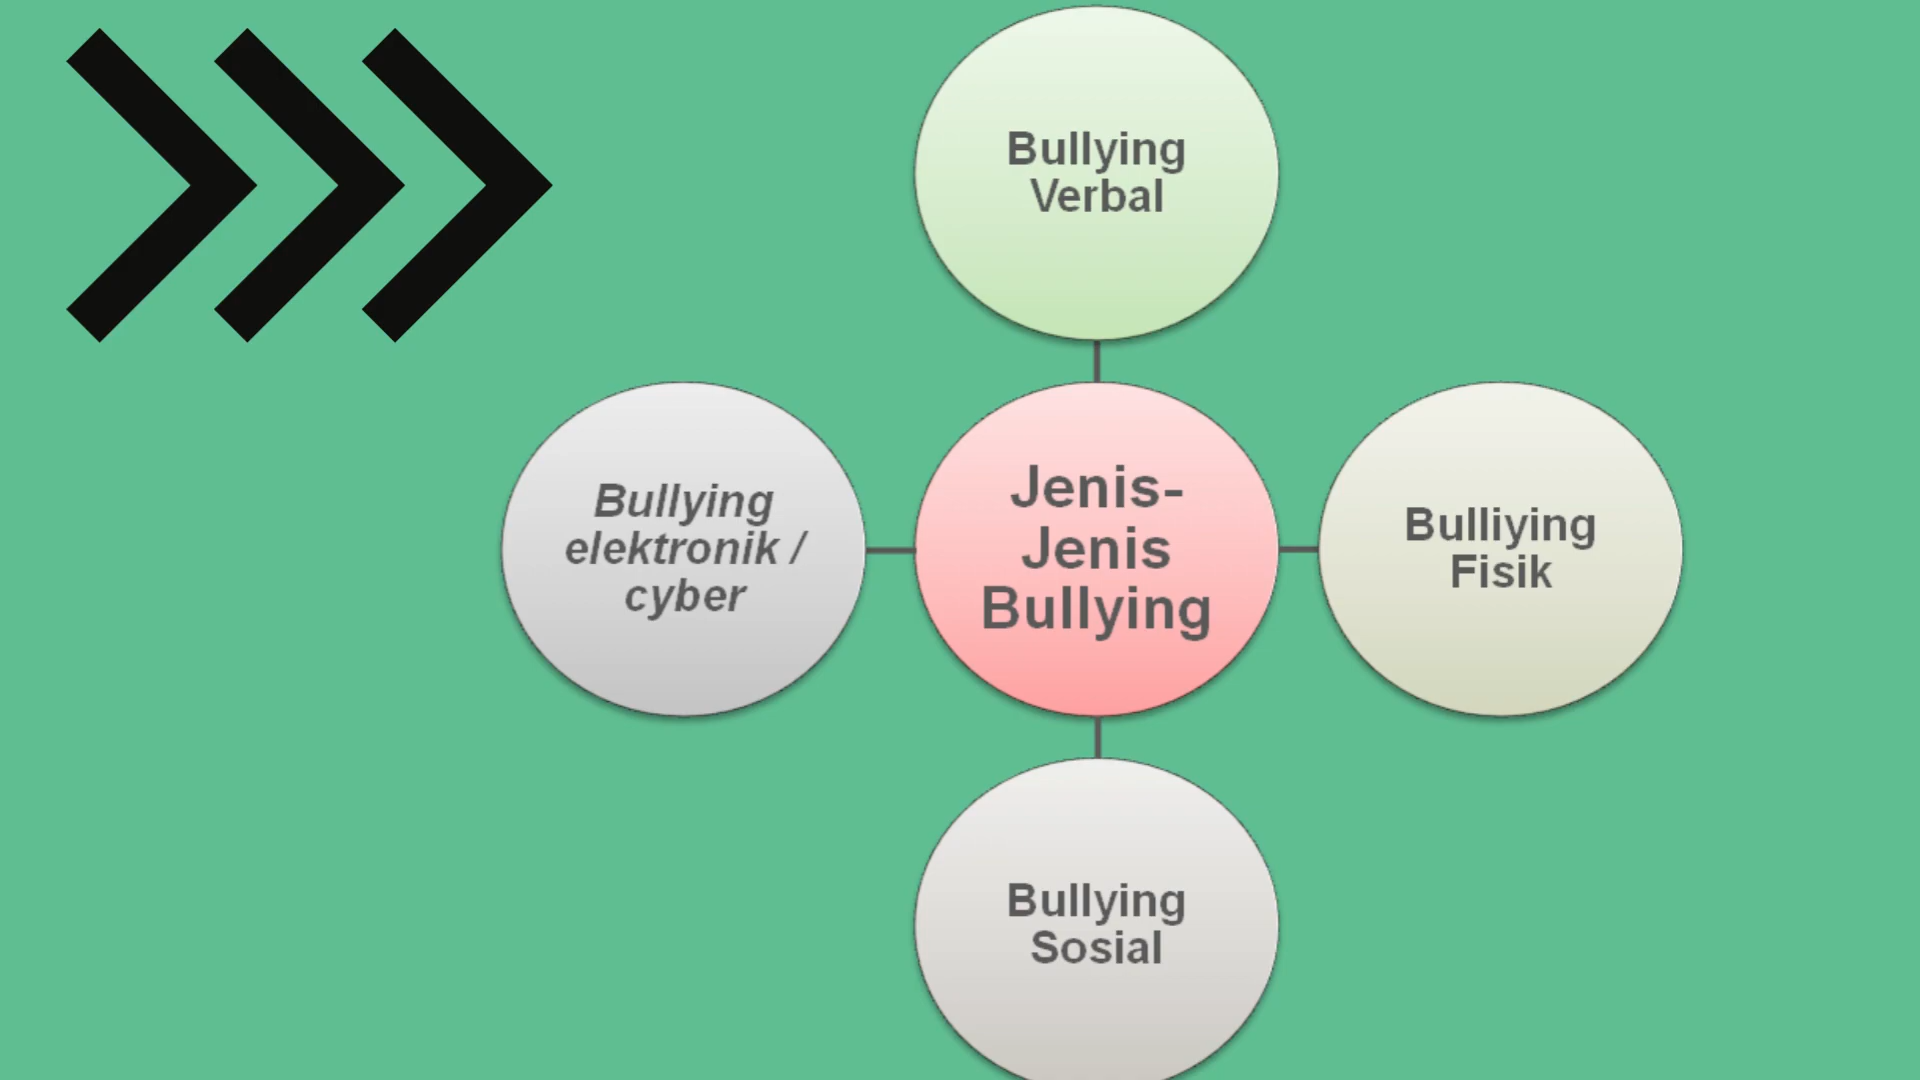 Bullying
Verbal
Bullying
elektronik /
cyber
Jenis-
Jenis
Bullying
Bulliying
Fisik
Bullying
Sosial